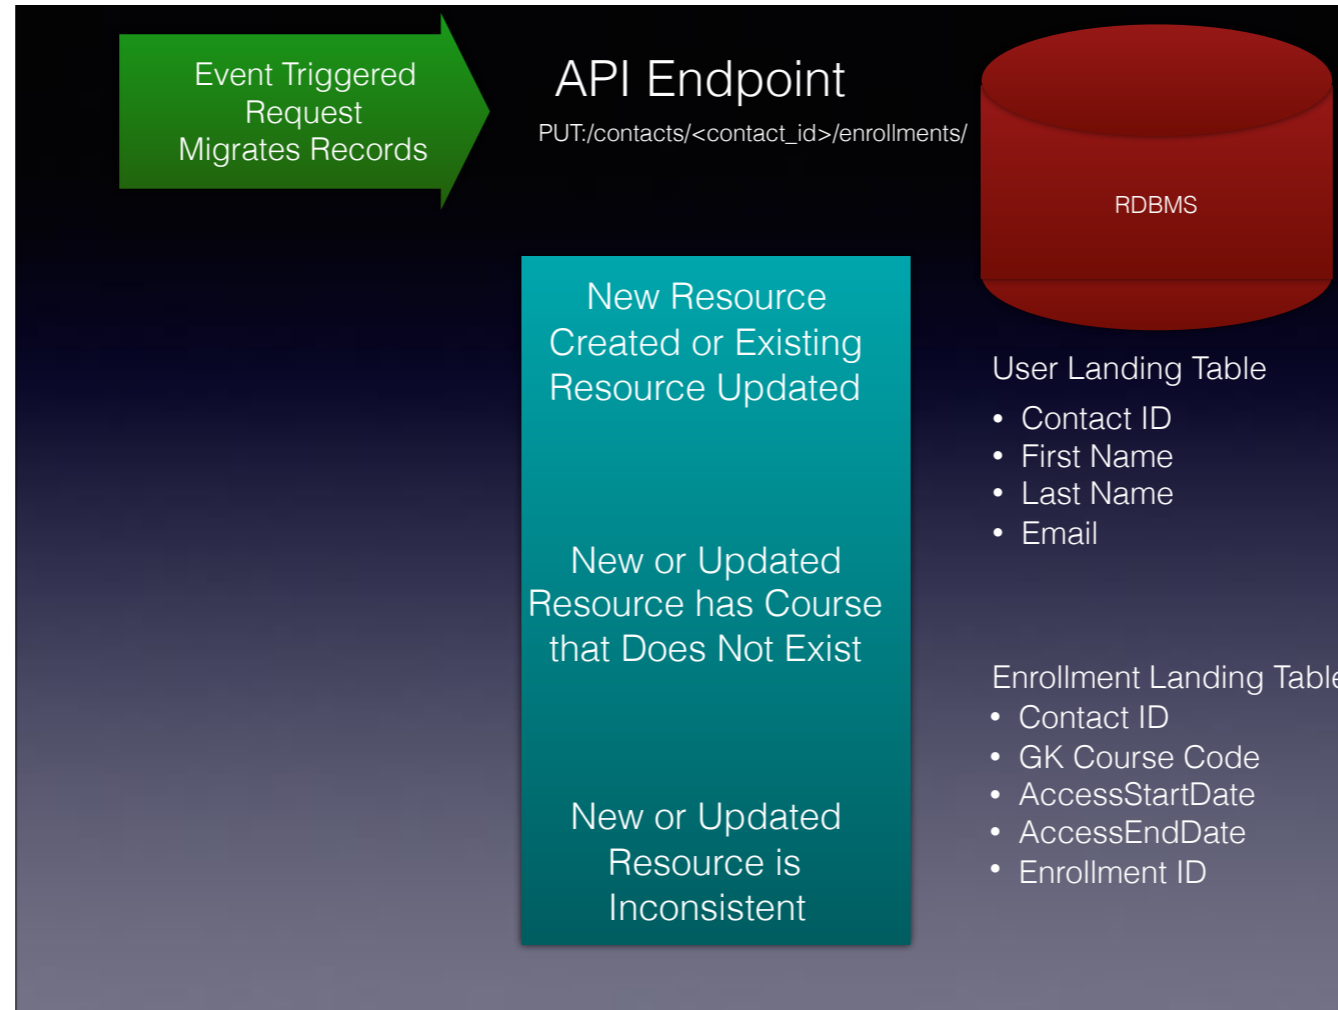 Event Triggered
Request
Migrates Records
API Endpoint
PUT:/contacts/<contact_id>/enrollments/
RDBMS
New Resource
Created or Existing
Resource Updated
New or Updated
Resource has Course
that Does Not Exist
New or Updated
Resource is
Inconsistent
User Landing Table
• Contact ID
• First Name
• Last Name
• Email
Enrollment Landing Table
• Contact ID
• GK Course Code
• AccessStartDate
• AccessEndDate
• Enrollment ID